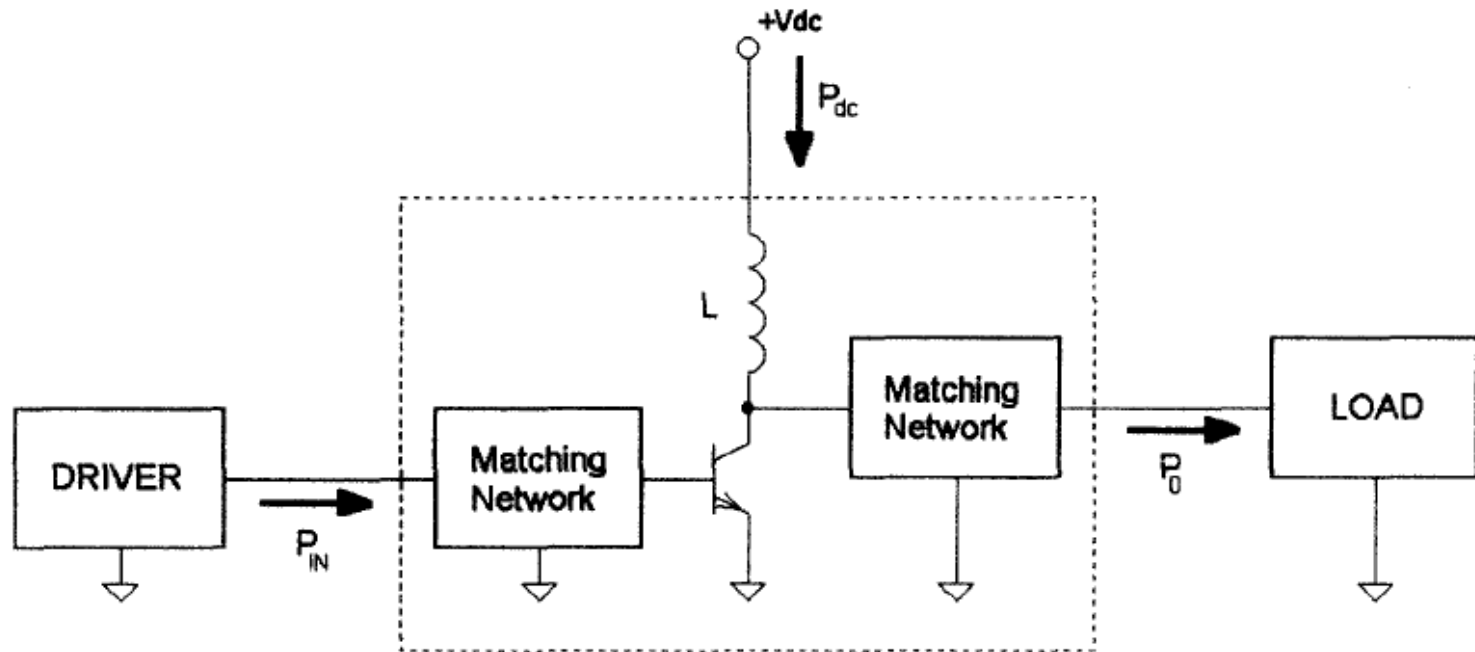 +Vdc
Pdc
L
Matching
Network
LOAD
DRIVER
Matching
Network
P0
PIN